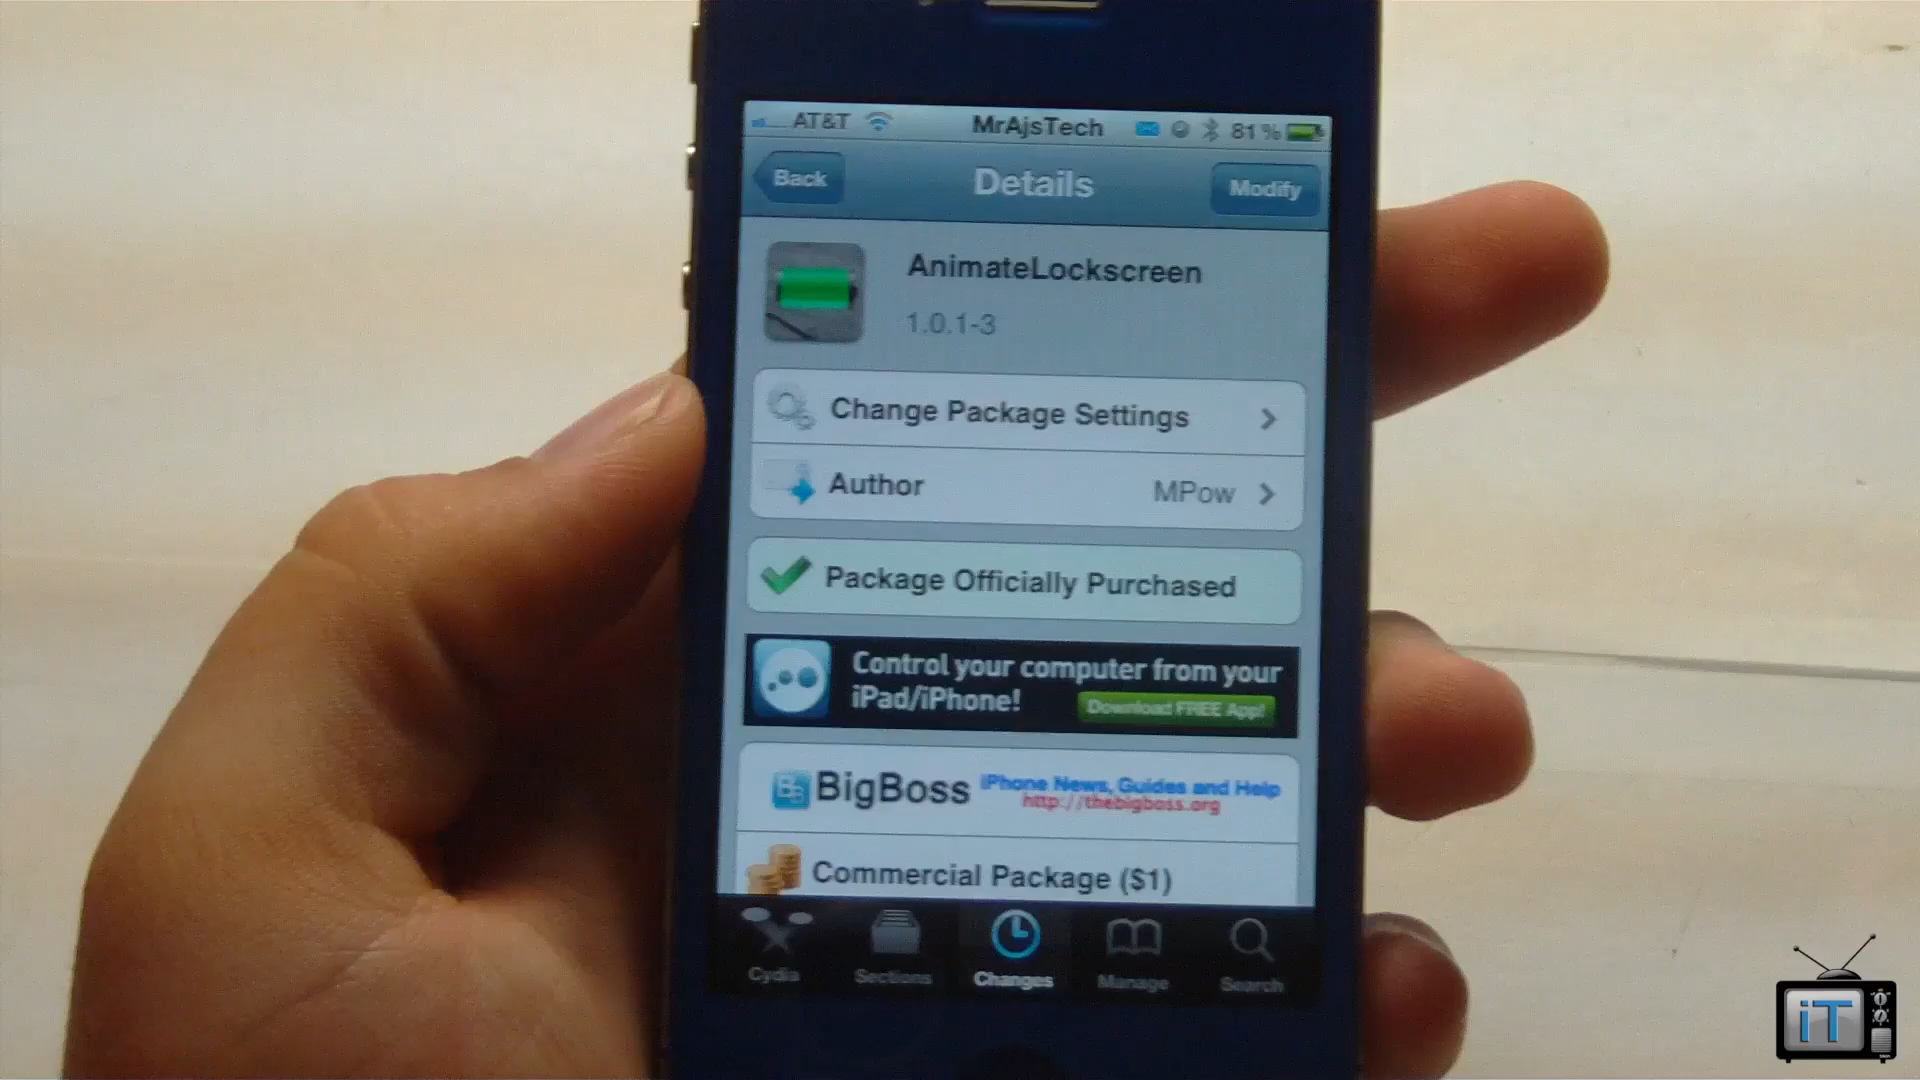 AT&T MrAjsTech 81%
Back Details Modify
AnimateLockscreen
1.0.1-3
Change Package Settings
Author MPow
Package Officially Purchased
Control your computer from your
iPad/iPhone!
Download FREE App!
BS BigBoss iPhone News, Guides and Help
http://thebigboss.org
Commercial Package ($1)
Cydia Sections Changes Manage Search
iT